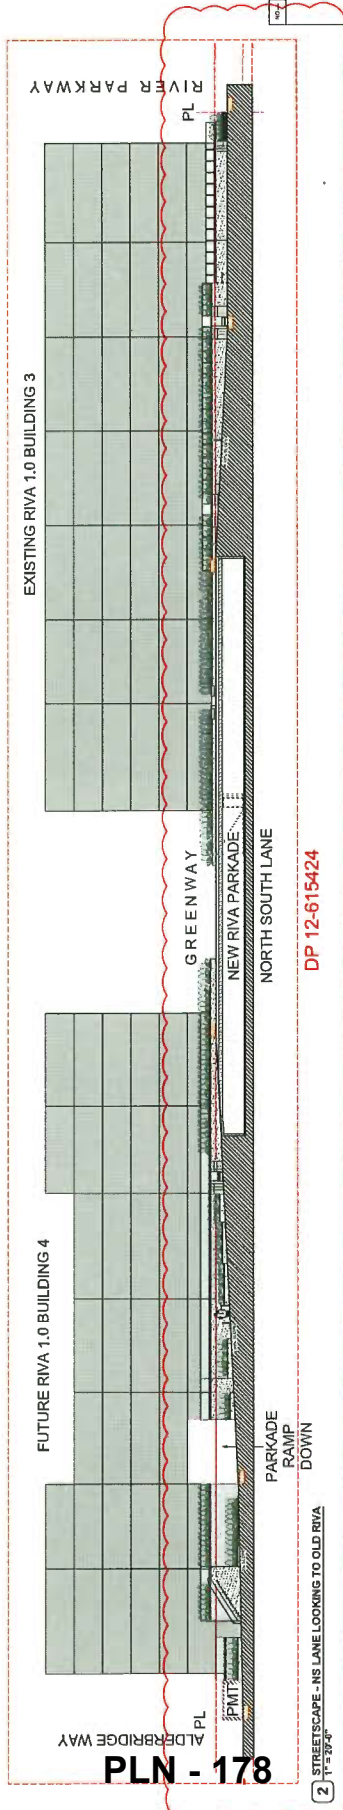 RIVER PARKWAY
PL
NO.
EXISTING RIVA 1.0 BUILDING 3
GREENWAY
NEW RIVA PARKADE
NORTH SOUTH LANE
DP 12-615424
FUTURE RIVA 1.0 BUILDING 4
PARKADE
RAMP
DOWN
ALDERBRIDGE WAY
PL
PMT
PLN - 178
2 STREETSCAPE - NS LANE LOOKING TO OLD RIVA
1" = 20'-0"